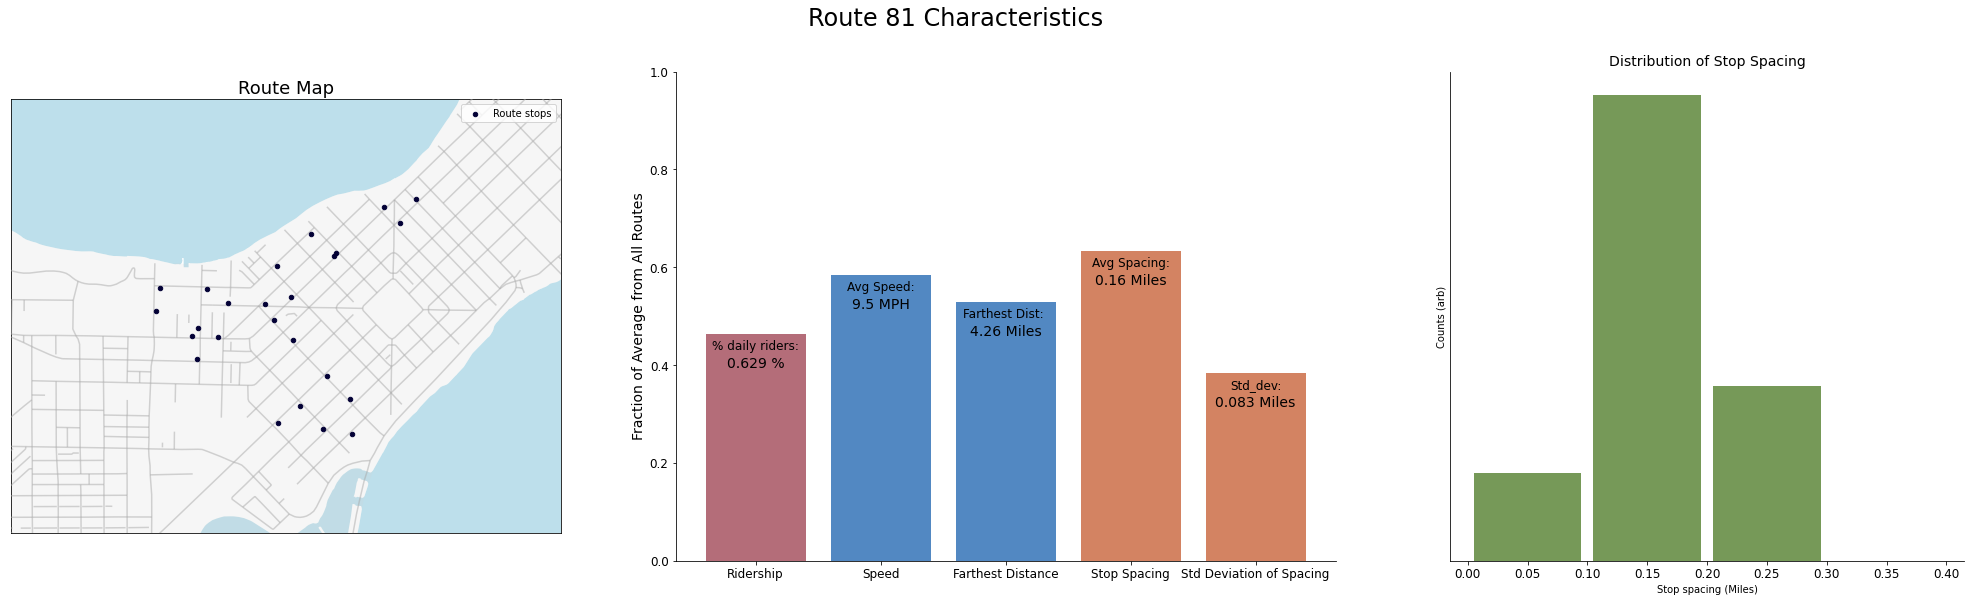 Route 81 Characteristics
Route Map
Route stops
Fraction of Average from All Routes
1.0
0.8
0.6
0.4
0.2
0.0
% daily riders:
0.629 %
Avg Speed:
9.5 MPH
Farthest Dist:
4.26 Miles
Avg Spacing:
0.16 Miles
Std_dev:
0.083 Miles
Ridership
Speed
Farthest Distance
Stop Spacing
Std Deviation of Spacing
Distribution of Stop Spacing
Counts (arb)
0.00
0.05
0.10
0.15
0.20
0.25
0.30
0.35
0.40
Stop spacing (Miles)